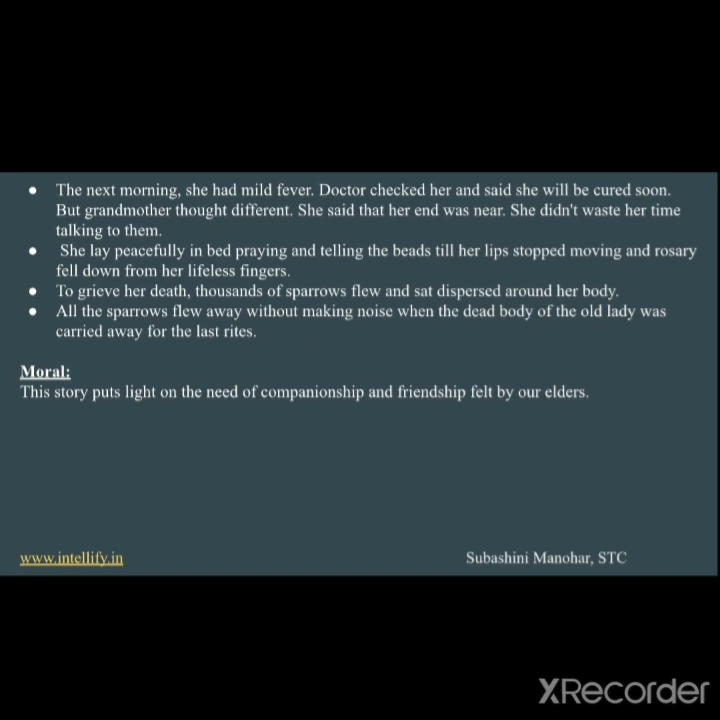 ● The next morning, she had mild fever. Doctor checked her and said she will be cured soon.
But grandmother thought different. She said that her end was near. She didn't waste her time
talking to them.
● She lay peacefully in bed praying and telling the beads till her lips stopped moving and rosary
fell down from her lifeless fingers.
● To grieve her death, thousands of sparrows flew and sat dispersed around her body.
● All the sparrows flew away without making noise when the dead body of the old lady was
carried away for the last rites.
Moral:
This story puts light on the need of companionship and friendship felt by our elders.
www.intellify.in
Subashini Manohar, STC
XRecorder